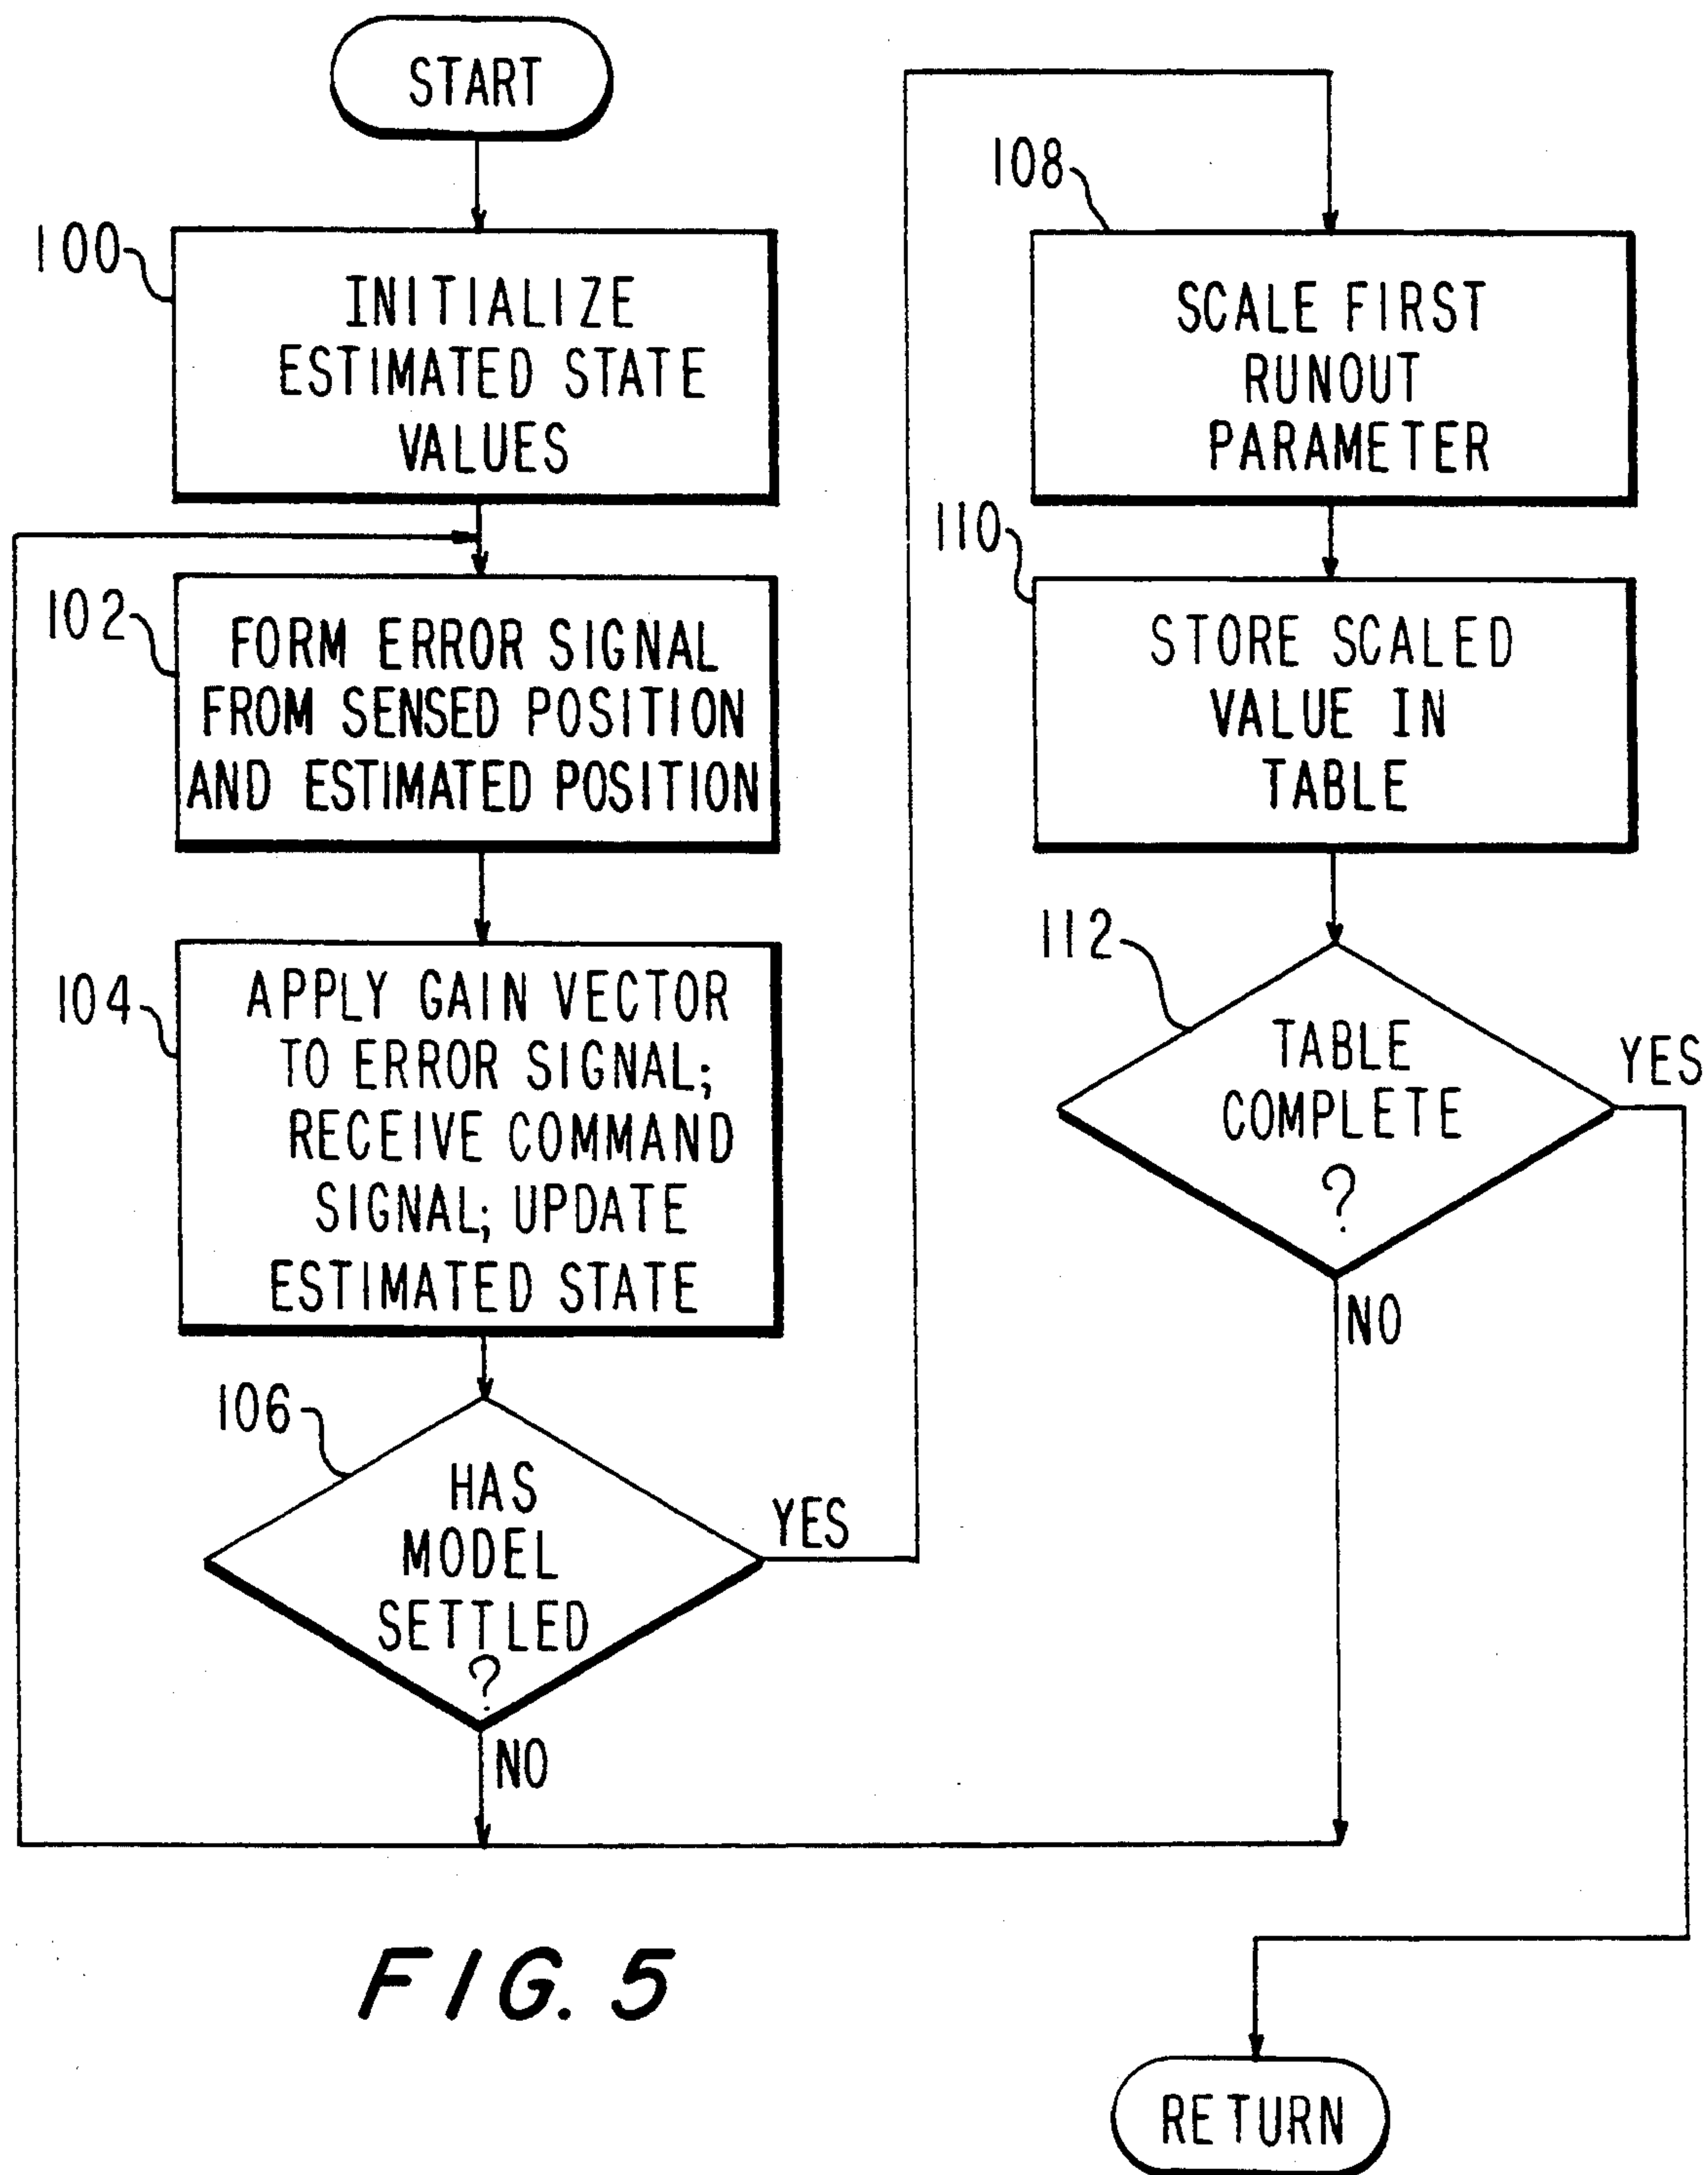 START
100
INITIALIZE
ESTIMATED STATE
VALUES
102
FORM ERROR SIGNAL
FROM SENSED POSITION
AND ESTIMATED POSITION
104
APPLY GAIN VECTOR
TO ERROR SIGNAL;
RECEIVE COMMAND
SIGNAL; UPDATE
ESTIMATED STATE
106
HAS
MODEL
SETTLED
?
YES
NO
108
SCALE FIRST
RUNOUT
PARAMETER
110
STORE SCALED
VALUE IN
TABLE
112
TABLE
COMPLETE
?
YES
NO
RETURN
FIG. 5